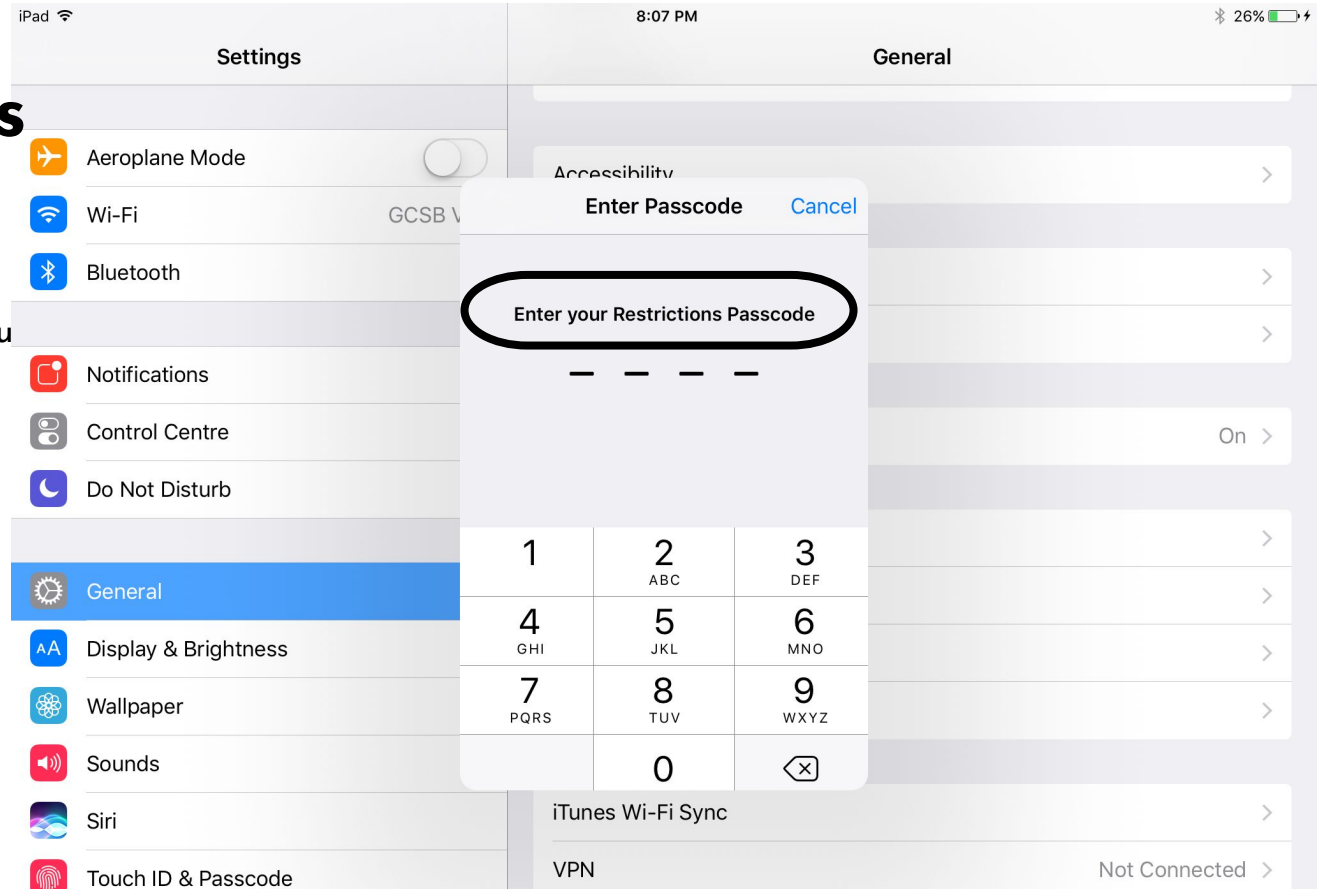 iPad 8:07 PM 26%
Settings General
s
Aeroplane Mode
Accessibility
Wi-Fi GCSB V
Enter Passcode Cancel
Bluetooth
Enter your Restrictions Passcode
u
Notifications
Control Centre
On
Do Not Disturb
1 2 3
ABC DEF
General
4 5 6
GHI JKL MNO
Display & Brightness
7 8 9
PQRS TUV WXYZ
Wallpaper
Sounds
0
iTunes Wi-Fi Sync
Siri
VPN Not Connected
Touch ID & Passcode